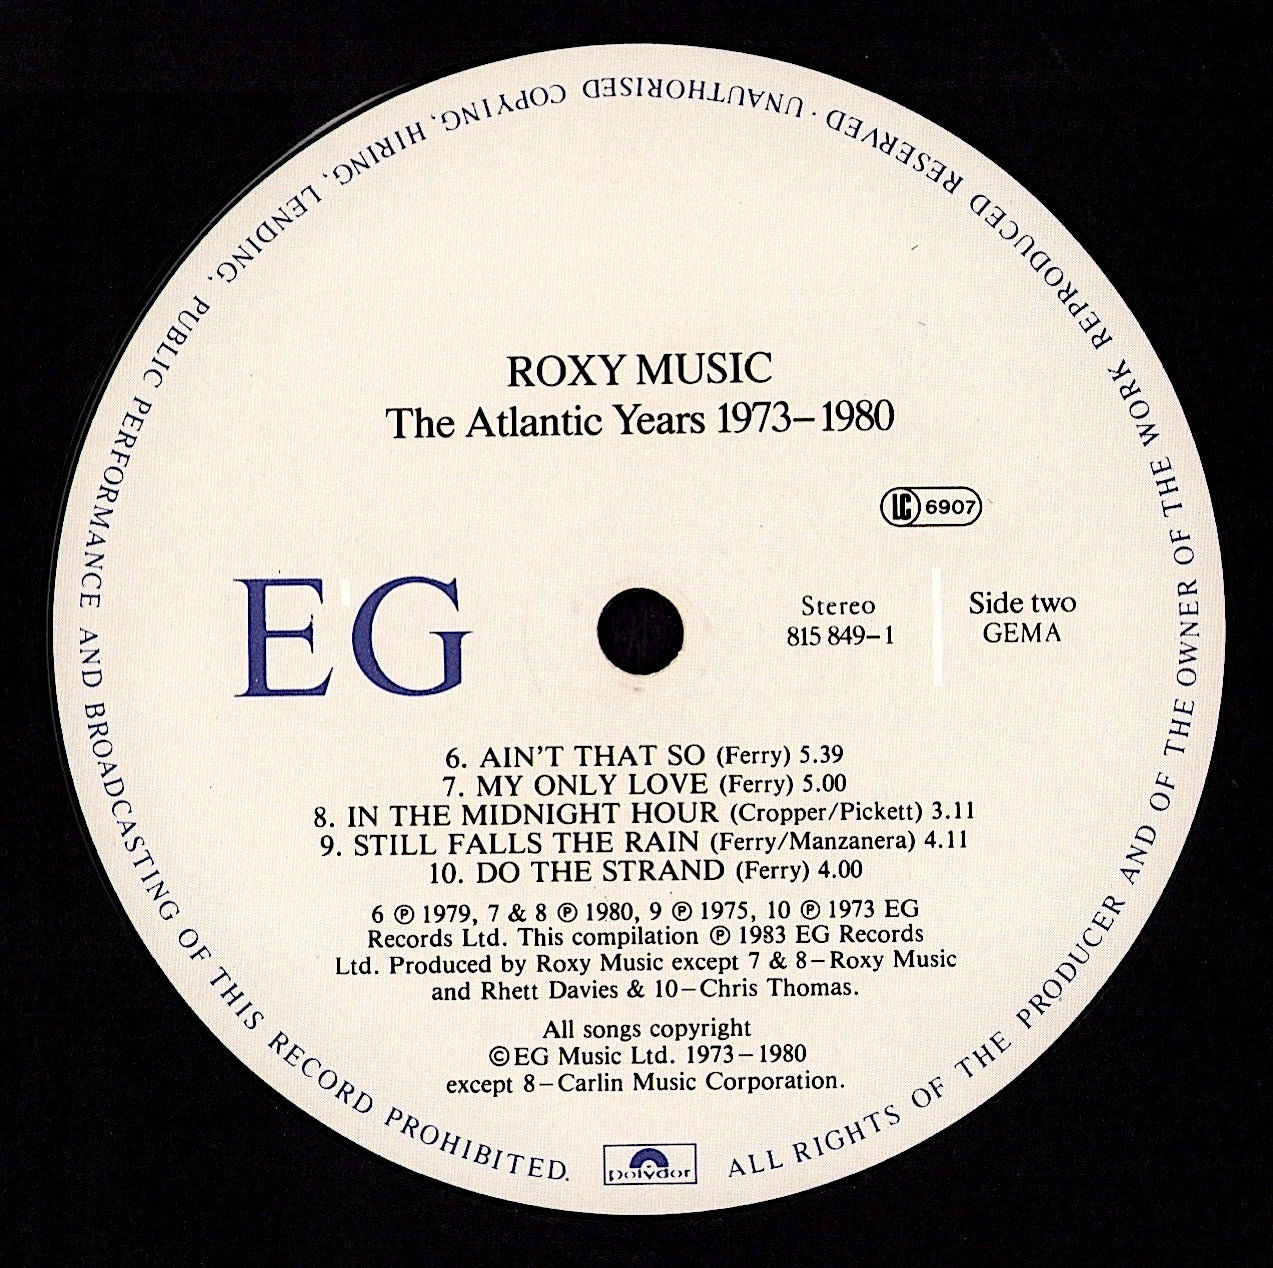 ROXY MUSIC
The Atlantic Years 1973–1980
LC 6907
EG
Stereo
815 849–1
Side two
GEMA
6. AIN'T THAT SO (Ferry) 5.39
7. MY ONLY LOVE (Ferry) 5.00
8. IN THE MIDNIGHT HOUR (Cropper/Pickett) 3.11
9. STILL FALLS THE RAIN (Ferry/Manzanera) 4.11
10. DO THE STRAND (Ferry) 4.00
6 ℗ 1979, 7 & 8 ℗ 1980, 9 ℗ 1975, 10 ℗ 1973 EG
Records Ltd. This compilation ℗ 1983 EG Records
Ltd. Produced by Roxy Music except 7 & 8–Roxy Music
and Rhett Davies & 10–Chris Thomas.
All songs copyright
©EG Music Ltd. 1973–1980
except 8–Carlin Music Corporation.
polydor
ALL RIGHTS OF THE PRODUCER AND OF THE OWNER OF THE WORK REPRODUCED RESERVED · UNAUTHORISED COPYING, HIRING, LENDING, PUBLIC PERFORMANCE AND BROADCASTING OF THIS RECORD PROHIBITED.